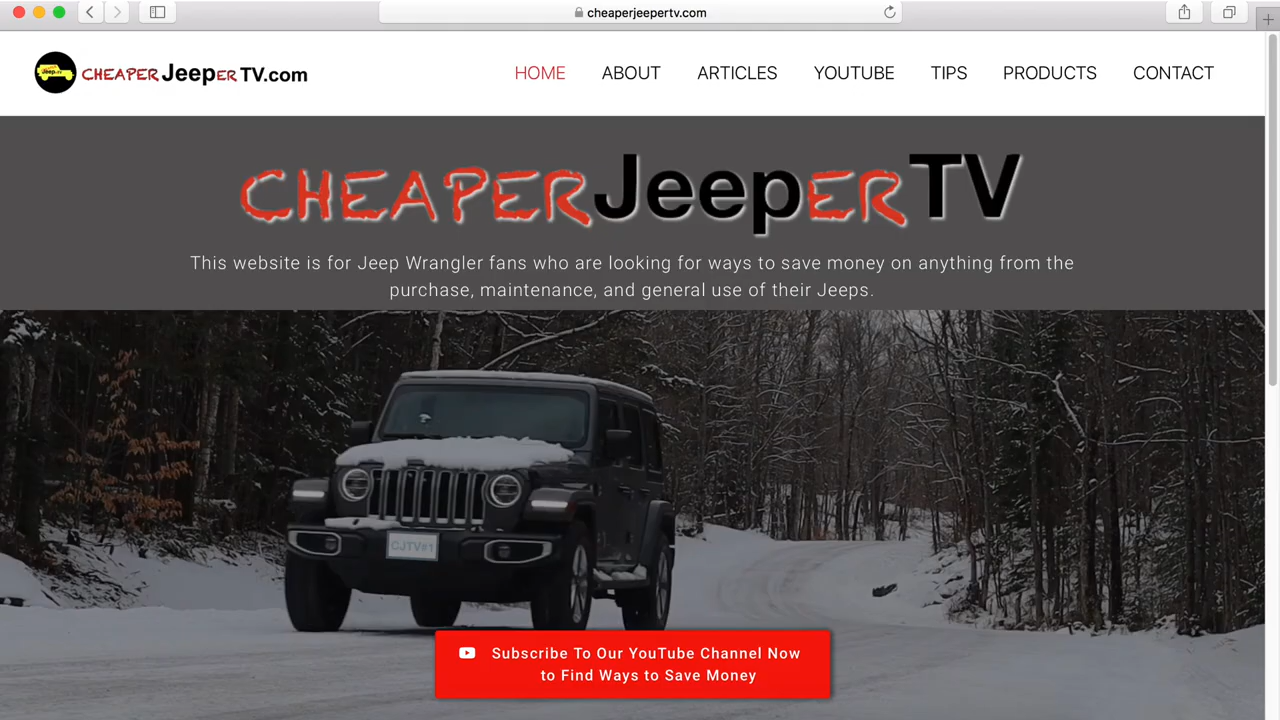 cheaperjeepertv.com
Jeep TV
CHEAPER JeepER TV.com
HOME ABOUT ARTICLES YOUTUBE TIPS PRODUCTS CONTACT
CHEAPERJeepERTV
This website is for Jeep Wrangler fans who are looking for ways to save money on anything from the
purchase, maintenance, and general use of their Jeeps.
CJTV#1
Subscribe To Our YouTube Channel Now
to Find Ways to Save Money